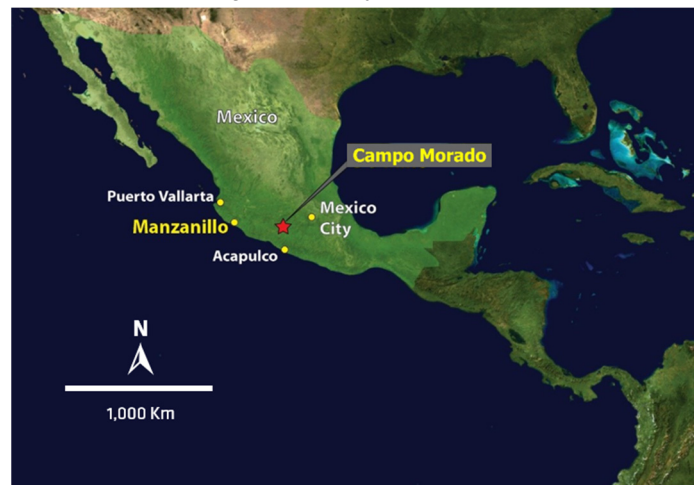 Mexico
Campo Morado
Puerto Vallarta
Mexico
City
Manzanillo
Acapulco
N
1,000 Km